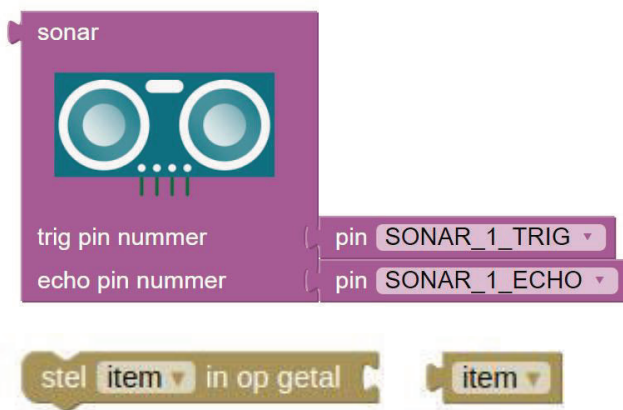 sonar
trig pin nummer pin SONAR_1_TRIG
echo pin nummer pin SONAR_1_ECHO
stel item in op getal item